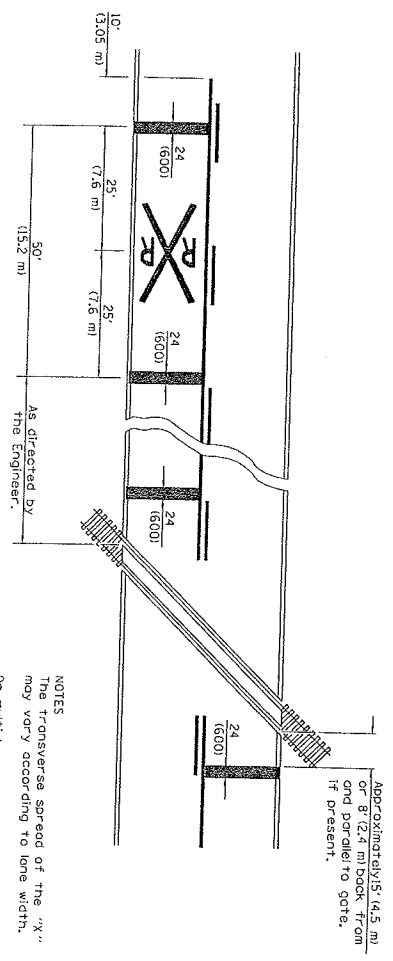 10'
(3.05 m)
24
(600)
25'
(7.6 m)
25'
(7.6 m)
50'
(15.2 m)
R R
24
(600)
As directed by
the Engineer.
24
(600)
24
(600)
Approximately 15' (4.5 m)
or 8' (2.4 m) back from
and parallel to gate,
if present.
NOTES
The transverse spread of the "X"
may vary according to lane width.